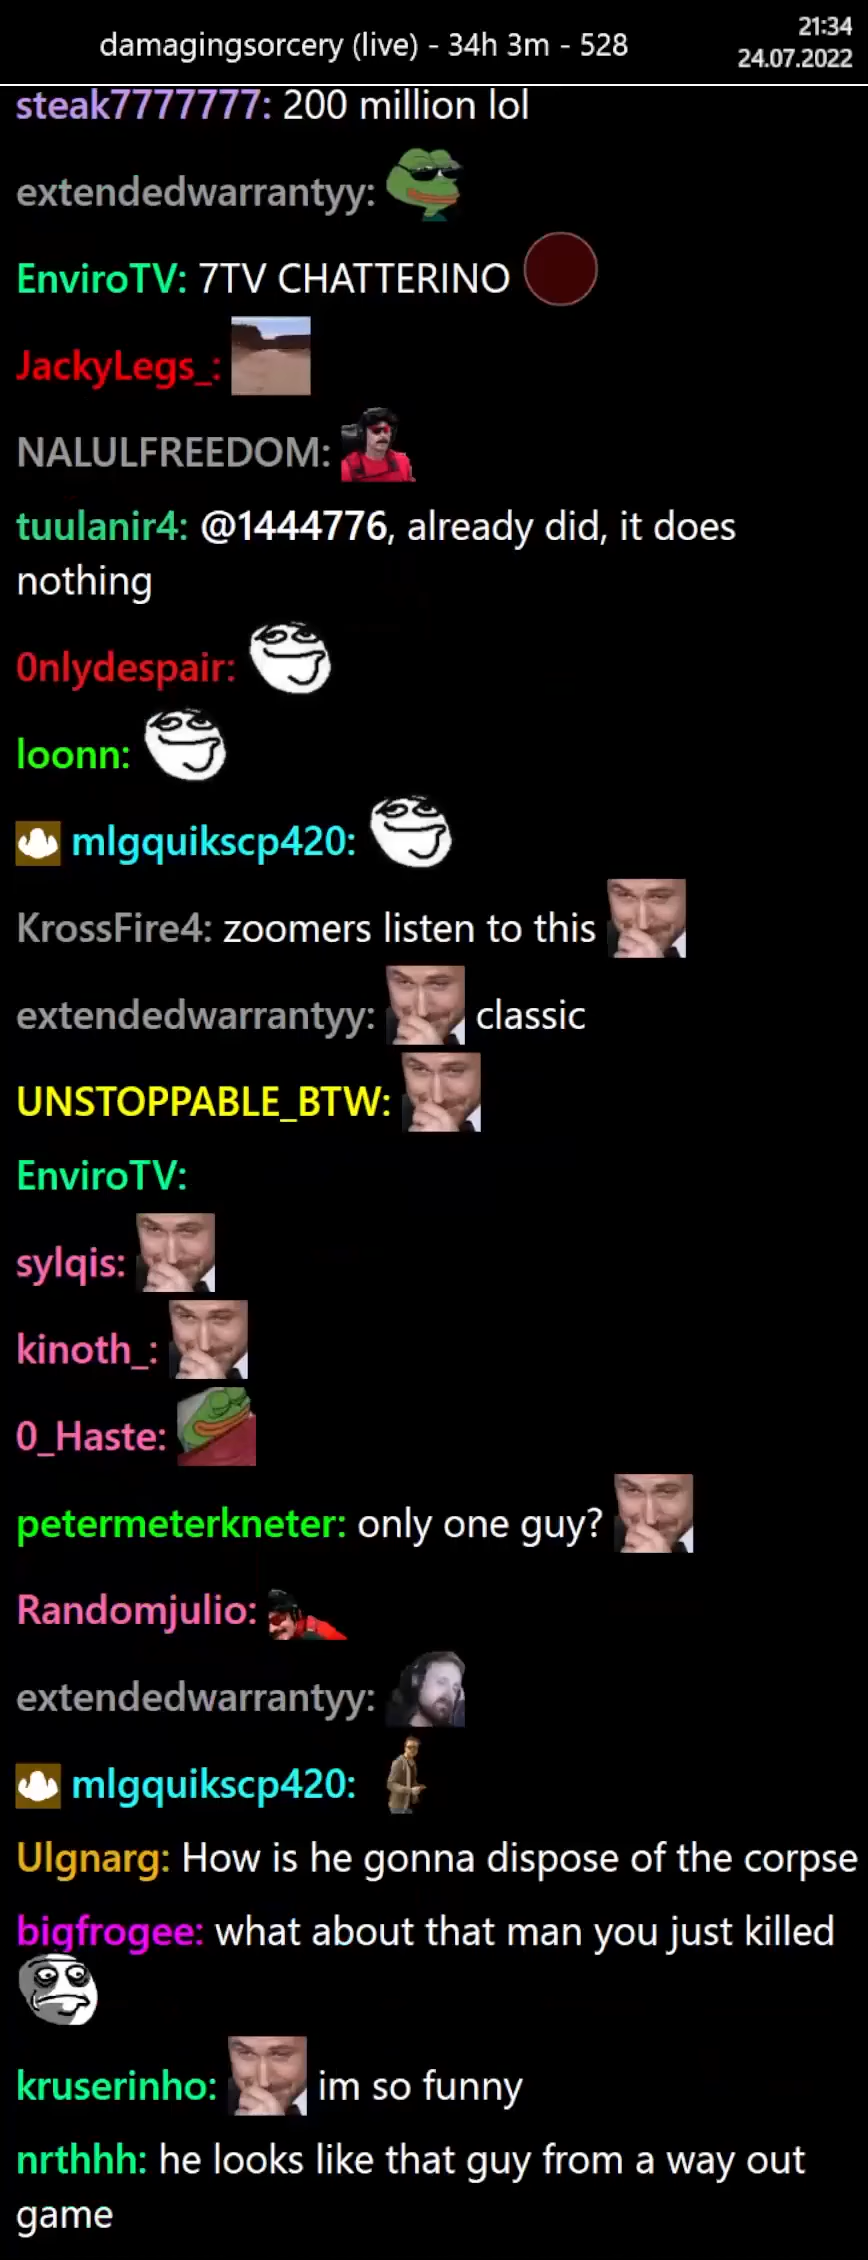 damagingsorcery (live) - 34h 3m - 528
21:34
24.07.2022
steak7777777: 200 million lol
extendedwarrantyy:
EnviroTV: 7TV CHATTERINO
JackyLegs_:
NALULFREEDOM:
tuulanir4: @1444776, already did, it does
nothing
0nlydespair:
loonn:
mlgquikscp420:
KrossFire4: zoomers listen to this
extendedwarrantyy: classic
UNSTOPPABLE_BTW:
EnviroTV:
sylqis:
kinoth_:
0_Haste:
petermeterkneter: only one guy?
Randomjulio:
extendedwarrantyy:
mlgquikscp420:
Ulgnarg: How is he gonna dispose of the corpse
bigfrogee: what about that man you just killed
kruserinho: im so funny
nrthhh: he looks like that guy from a way out
game